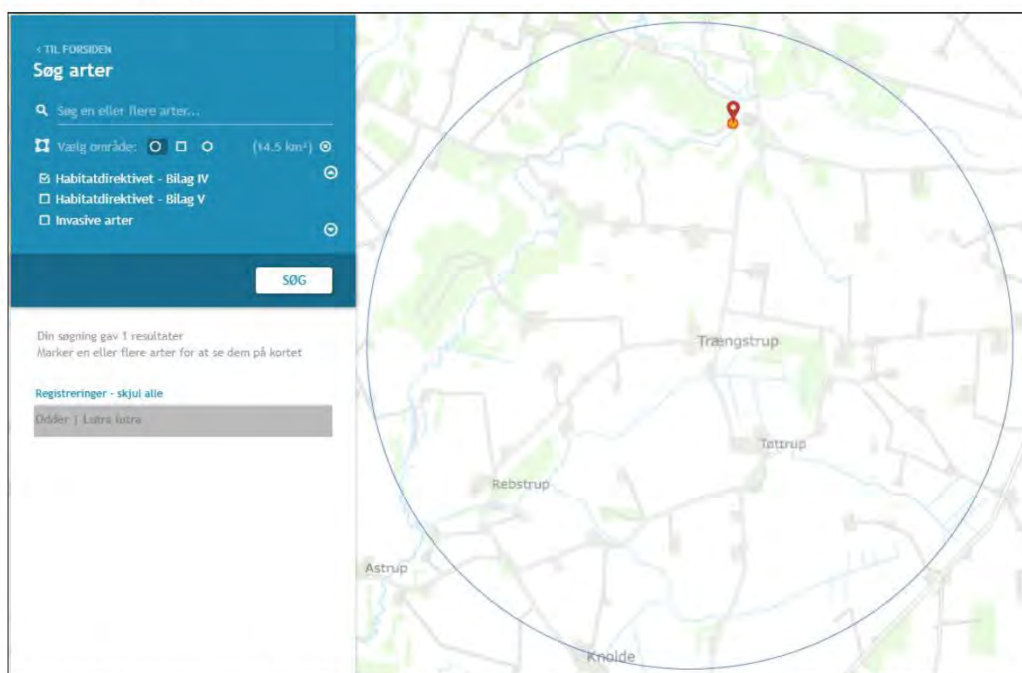 < TIL FORSIDEN
Søg arter
Søg en eller flere arter...
Vælg område: (14.5 km²)
Habitatdirektivet - Bilag IV
Habitatdirektivet - Bilag V
Invasive arter
SØG
Din søgning gav 1 resultater
Marker en eller flere arter for at se dem på kortet
Registreringer - skjul alle
Odder | Lutra lutra
Trængstrup
Tøttrup
Rebstrup
Astrup
Knolde